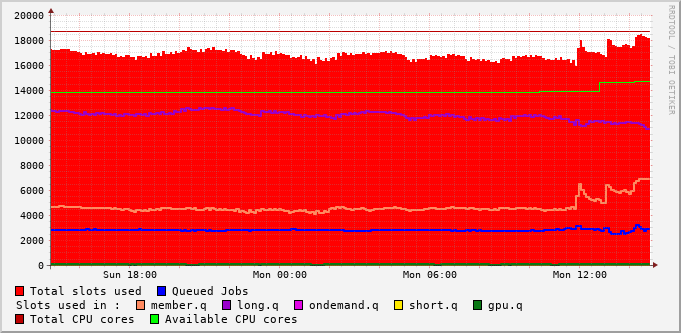 20000
18000
16000
14000
12000
10000
8000
6000
4000
2000
0
Sun 18:00 Mon 00:00 Mon 06:00 Mon 12:00
RRDTOOL / TOBI OETIKER
Total slots used Queued Jobs
Slots used in : member.q long.q ondemand.q short.q gpu.q
Total CPU cores Available CPU cores